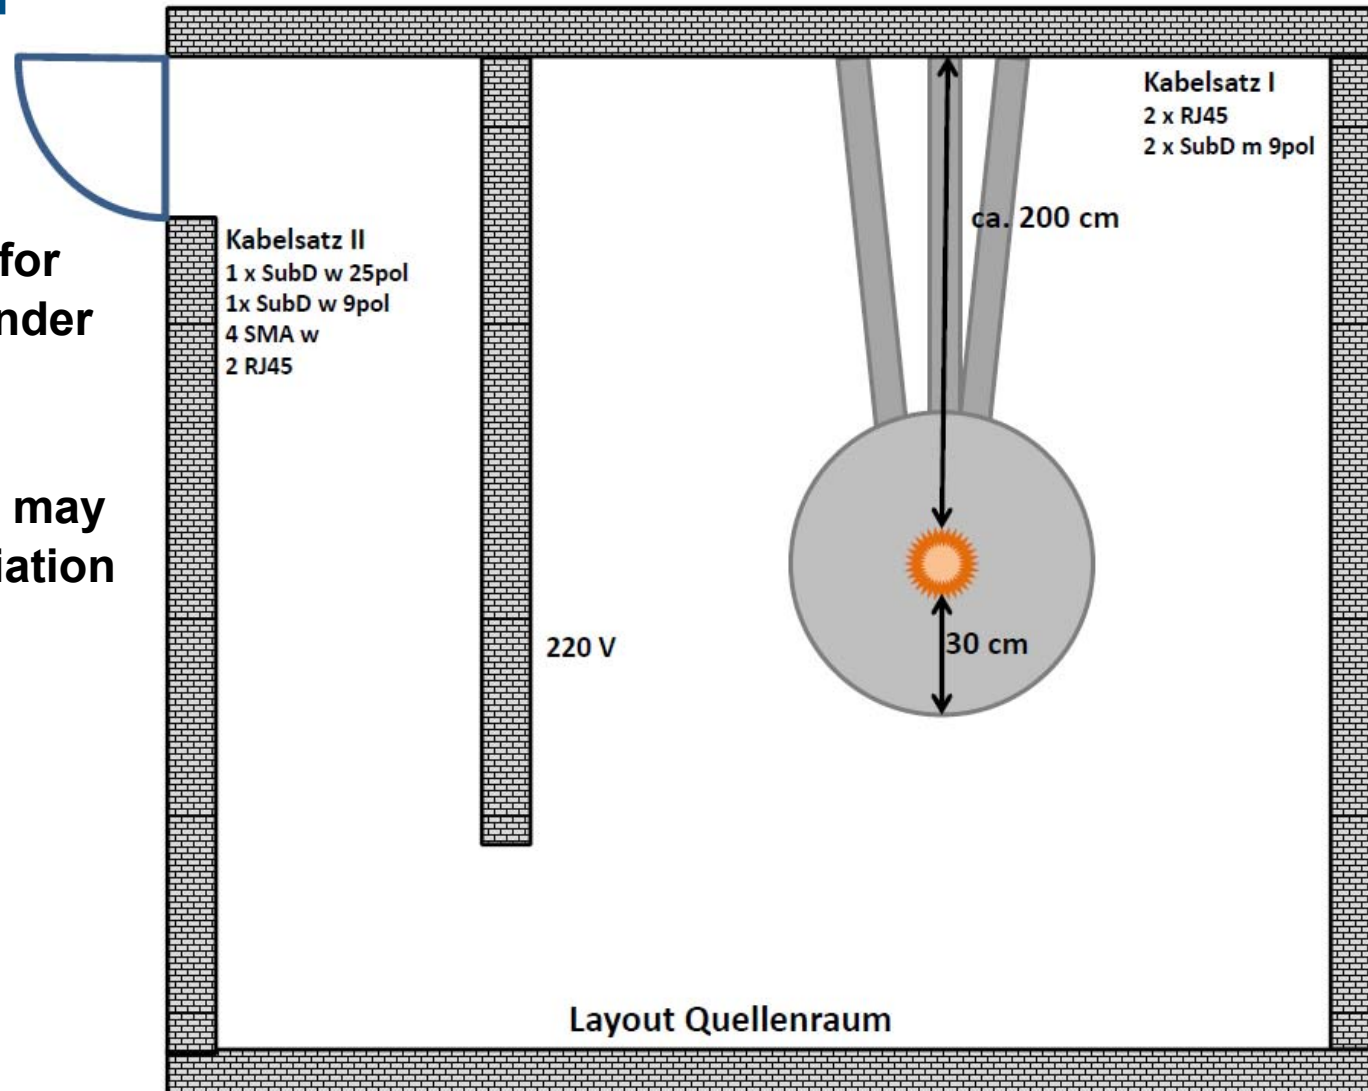 for
nder
may
iation
Kabelsatz I
2 x RJ45
2 x SubD m 9pol
ca. 200 cm
Kabelsatz II
1 x SubD w 25pol
1x SubD w 9pol
4 SMA w
2 RJ45
220 V
30 cm
Layout Quellenraum